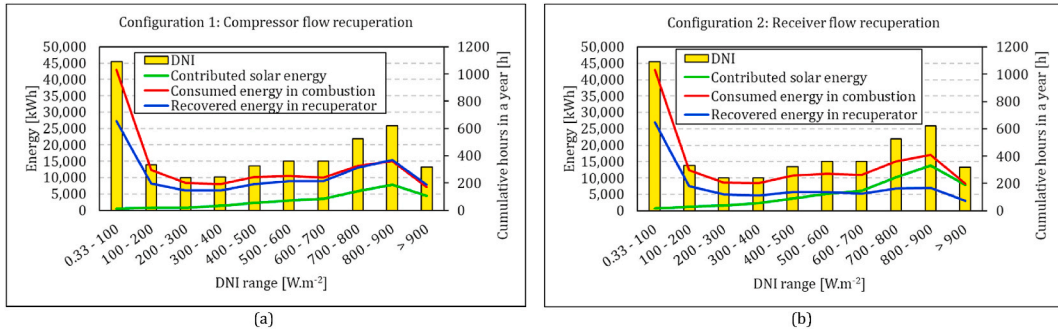 Configuration 1: Compressor flow recuperation
50,000
45,000
40,000
35,000
30,000
25,000
20,000
15,000
10,000
5,000
0
Energy [kWh]
DNI
Contributed solar energy
Consumed energy in combustion
Recovered energy in recuperator
1200
1000
800
600
400
200
0
Cumulative hours in a year [h]
0.33 - 100
100 - 200
200 - 300
300 - 400
400 - 500
500 - 600
600 - 700
700 - 800
800 - 900
> 900
DNI range [W.m-2]
(a)
Configuration 2: Receiver flow recuperation
50,000
45,000
40,000
35,000
30,000
25,000
20,000
15,000
10,000
5,000
0
Energy [kWh]
DNI
Contributed solar energy
Consumed energy in combustion
Recovered energy in recuperator
1200
1000
800
600
400
200
0
Cumulative hours in a year [h]
0.33 - 100
100 - 200
200 - 300
300 - 400
400 - 500
500 - 600
600 - 700
700 - 800
800 - 900
> 900
DNI range [W.m-2]
(b)